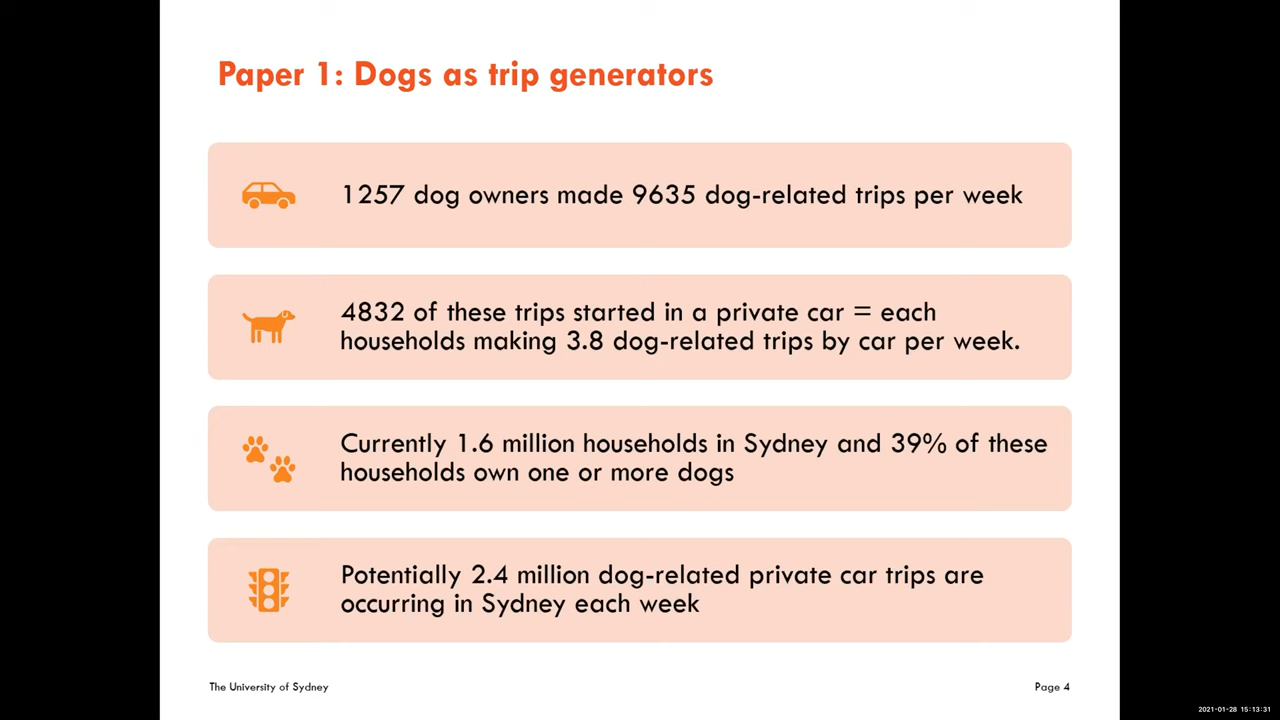 Paper 1: Dogs as trip generators
1257 dog owners made 9635 dog-related trips per week
4832 of these trips started in a private car = each
households making 3.8 dog-related trips by car per week.
Currently 1.6 million households in Sydney and 39% of these
households own one or more dogs
Potentially 2.4 million dog-related private car trips are
occurring in Sydney each week
The University of Sydney
Page 4
2021-01-28 15:13:31